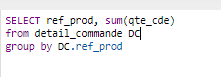 SELECT ref_prod, sum(qte_cde)
from detail_commande DC
group by DC.ref_prod